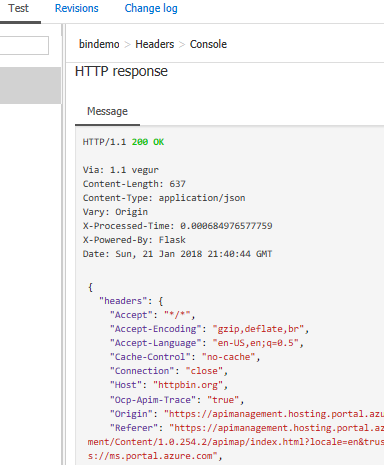 Test Revisions Change log
bindemo > Headers > Console
HTTP response
Message
HTTP/1.1 200 OK
Via: 1.1 vegur
Content-Length: 637
Content-Type: application/json
Vary: Origin
X-Processed-Time: 0.000684976577759
X-Powered-By: Flask
Date: Sun, 21 Jan 2018 21:40:44 GMT
{
"headers": {
"Accept": "*/*",
"Accept-Encoding": "gzip,deflate,br",
"Accept-Language": "en-US,en;q=0.5",
"Cache-Control": "no-cache",
"Connection": "close",
"Host": "httpbin.org",
"Ocp-Apim-Trace": "true",
"Origin": "https://apimanagement.hosting.portal.azu
"Referer": "https://apimanagement.hosting.portal.azu
ment/Content/1.0.254.2/apimap/index.html?locale=en&trus
s://ms.portal.azure.com",